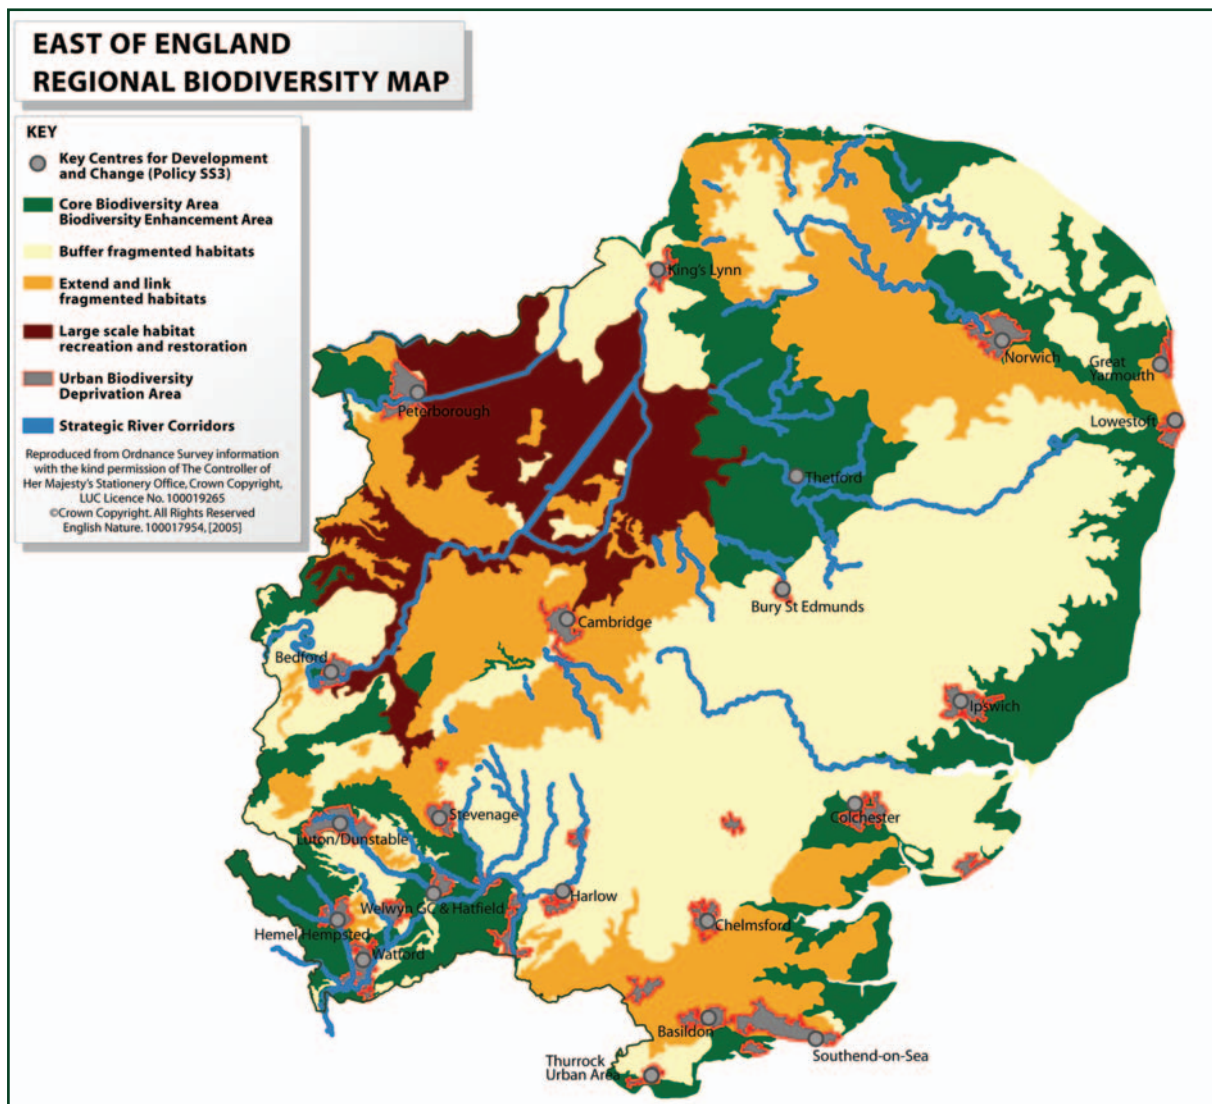 EAST OF ENGLAND
REGIONAL BIODIVERSITY MAP
KEY
Key Centres for Development
and Change (Policy SS3)
Core Biodiversity Area
Biodiversity Enhancement Area
Buffer fragmented habitats
Extend and link
fragmented habitats
Large scale habitat
recreation and restoration
Urban Biodiversity
Deprivation Area
Strategic River Corridors
Reproduced from Ordnance Survey information
with the kind permission of The Controller of
Her Majesty's Stationery Office, Crown Copyright,
LUC Licence No. 100019265
©Crown Copyright. All Rights Reserved
English Nature. 100017954, [2005]
King's Lynn
Norwich
Great
Yarmouth
Peterborough
Lowestoft
Thetford
Bury St Edmunds
Cambridge
Bedford
Ipswich
Stevenage
Colchester
Luton/Dunstable
Harlow
Welwyn GC & Hatfield
Chelmsford
Hemel Hempsted
Watford
Basildon
Southend-on-Sea
Thurrock
Urban Area